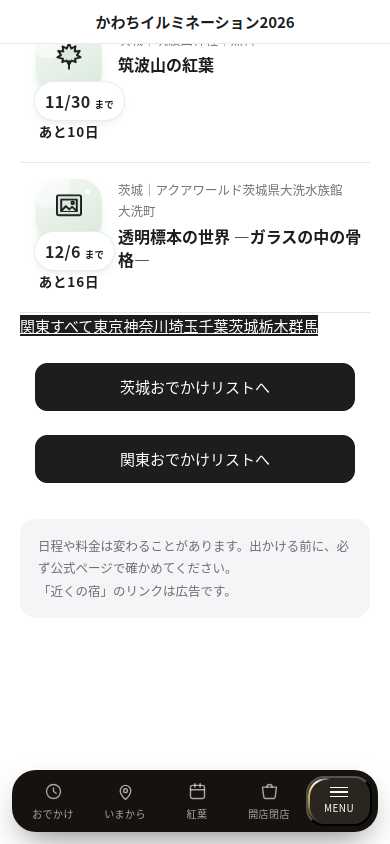 かわちイルミネーション2026
筑波山の紅葉
11/30 まで
あと10日
茨城｜アクアワールド茨城県大洗水族館
大洗町
透明標本の世界 ―ガラスの中の骨
格―
12/6 まで
あと16日
関東すべて東京神奈川埼玉千葉茨城栃木群馬
茨城おでかけリストへ
関東おでかけリストへ
日程や料金は変わることがあります。出かける前に、必
ず公式ページで確かめてください。
「近くの宿」のリンクは広告です。
おでかけ
いまから
紅葉
開店閉店
MENU